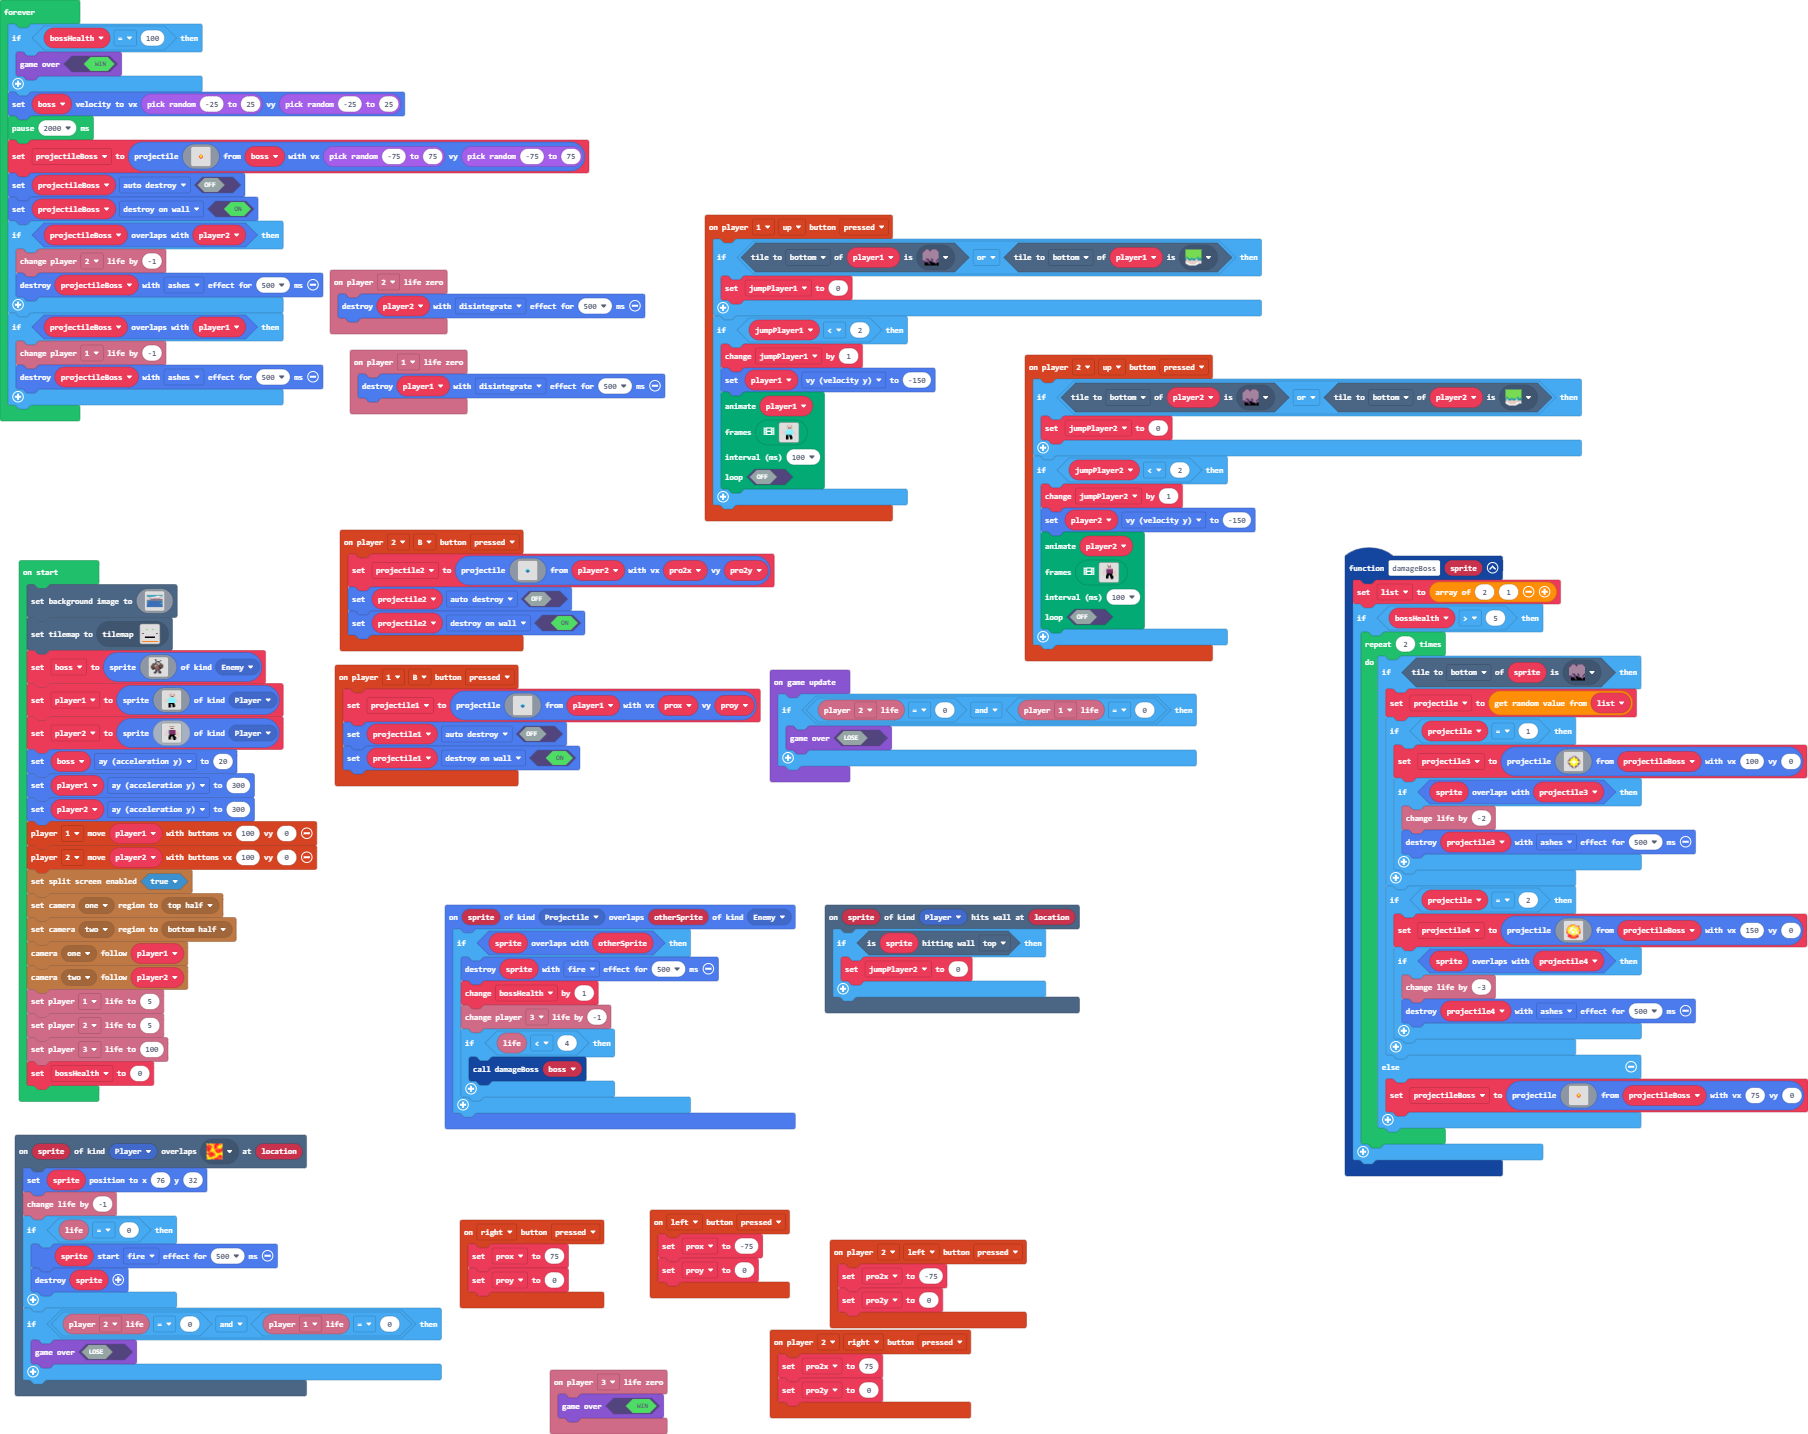 forever
if bossHealth = 100 then
game over WIN
set boss velocity to vx pick random -25 to 25 vy pick random -25 to 25
pause 2000 ms
set projectileBoss to projectile from boss with vx pick random -75 to 75 vy pick random -75 to 75
set projectileBoss auto destroy OFF
set projectileBoss destroy on wall ON
if projectileBoss overlaps with player2 then
change player 2 life by -1
destroy projectileBoss with ashes effect for 500 ms
if projectileBoss overlaps with player1 then
change player 1 life by -1
destroy projectileBoss with ashes effect for 500 ms
on player 2 life zero
destroy player2 with disintegrate effect for 500 ms
on player 1 life zero
destroy player1 with disintegrate effect for 500 ms
on player 1 up button pressed
if tile to bottom of player1 is or tile to bottom of player1 is then
set jumpPlayer1 to 0
if jumpPlayer1 < 2 then
change jumpPlayer1 by 1
set player1 vy (velocity y) to -150
animate player1
frames
interval (ms) 100
loop OFF
on player 2 up button pressed
if tile to bottom of player2 is or tile to bottom of player2 is then
set jumpPlayer2 to 0
if jumpPlayer2 < 2 then
change jumpPlayer2 by 1
set player2 vy (velocity y) to -150
animate player2
frames
interval (ms) 100
loop OFF
on start
set background image to
set tilemap to tilemap
set boss to sprite of kind Enemy
set player1 to sprite of kind Player
set player2 to sprite of kind Player
set boss ay (acceleration y) to 20
set player1 ay (acceleration y) to 300
set player2 ay (acceleration y) to 300
player 1 move player1 with buttons vx 100 vy 0
player 2 move player2 with buttons vx 100 vy 0
set split screen enabled true
set camera one region to top half
set camera two region to bottom half
camera one follow player1
camera two follow player2
set player 1 life to 5
set player 2 life to 5
set player 3 life to 100
set bossHealth to 0
on player 2 B button pressed
set projectile2 to projectile from player2 with vx pro2x vy pro2y
set projectile2 auto destroy OFF
set projectile2 destroy on wall ON
on player 1 B button pressed
set projectile1 to projectile from player1 with vx prox vy proy
set projectile1 auto destroy OFF
set projectile1 destroy on wall ON
on game update
if player 2 life = 0 and player 1 life = 0 then
game over LOSE
function damageBoss sprite
set list to array of 2 1
if bossHealth > 5 then
repeat 2 times
do
if tile to bottom of sprite is then
set projectile to get random value from list
if projectile = 1 then
set projectile3 to projectile from projectileBoss with vx 100 vy 0
if sprite overlaps with projectile3 then
change life by -2
destroy projectile3 with ashes effect for 500 ms
if projectile = 2 then
set projectile4 to projectile from projectileBoss with vx 150 vy 0
if sprite overlaps with projectile4 then
change life by -3
destroy projectile4 with ashes effect for 500 ms
else
set projectileBoss to projectile from projectileBoss with vx 75 vy 0
on sprite of kind Projectile overlaps otherSprite of kind Enemy
if sprite overlaps with otherSprite then
destroy sprite with fire effect for 500 ms
change bossHealth by 1
change player 3 life by -1
if life < 4 then
call damageBoss boss
on sprite of kind Player hits wall at location
if is sprite hitting wall top then
set jumpPlayer2 to 0
on sprite of kind Player overlaps at location
set sprite position to x 76 y 32
change life by -1
if life = 0 then
sprite start fire effect for 500 ms
destroy sprite
if player 2 life = 0 and player 1 life = 0 then
game over LOSE
on right button pressed
set prox to 75
set proy to 0
on left button pressed
set prox to -75
set proy to 0
on player 2 left button pressed
set pro2x to -75
set pro2y to 0
on player 2 right button pressed
set pro2x to 75
set pro2y to 0
on player 3 life zero
game over WIN